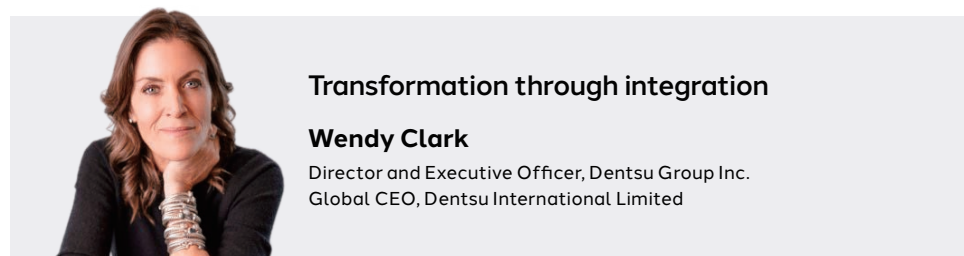 Transformation through integration
Wendy Clark
Director and Executive Officer, Dentsu Group Inc.
Global CEO, Dentsu International Limited